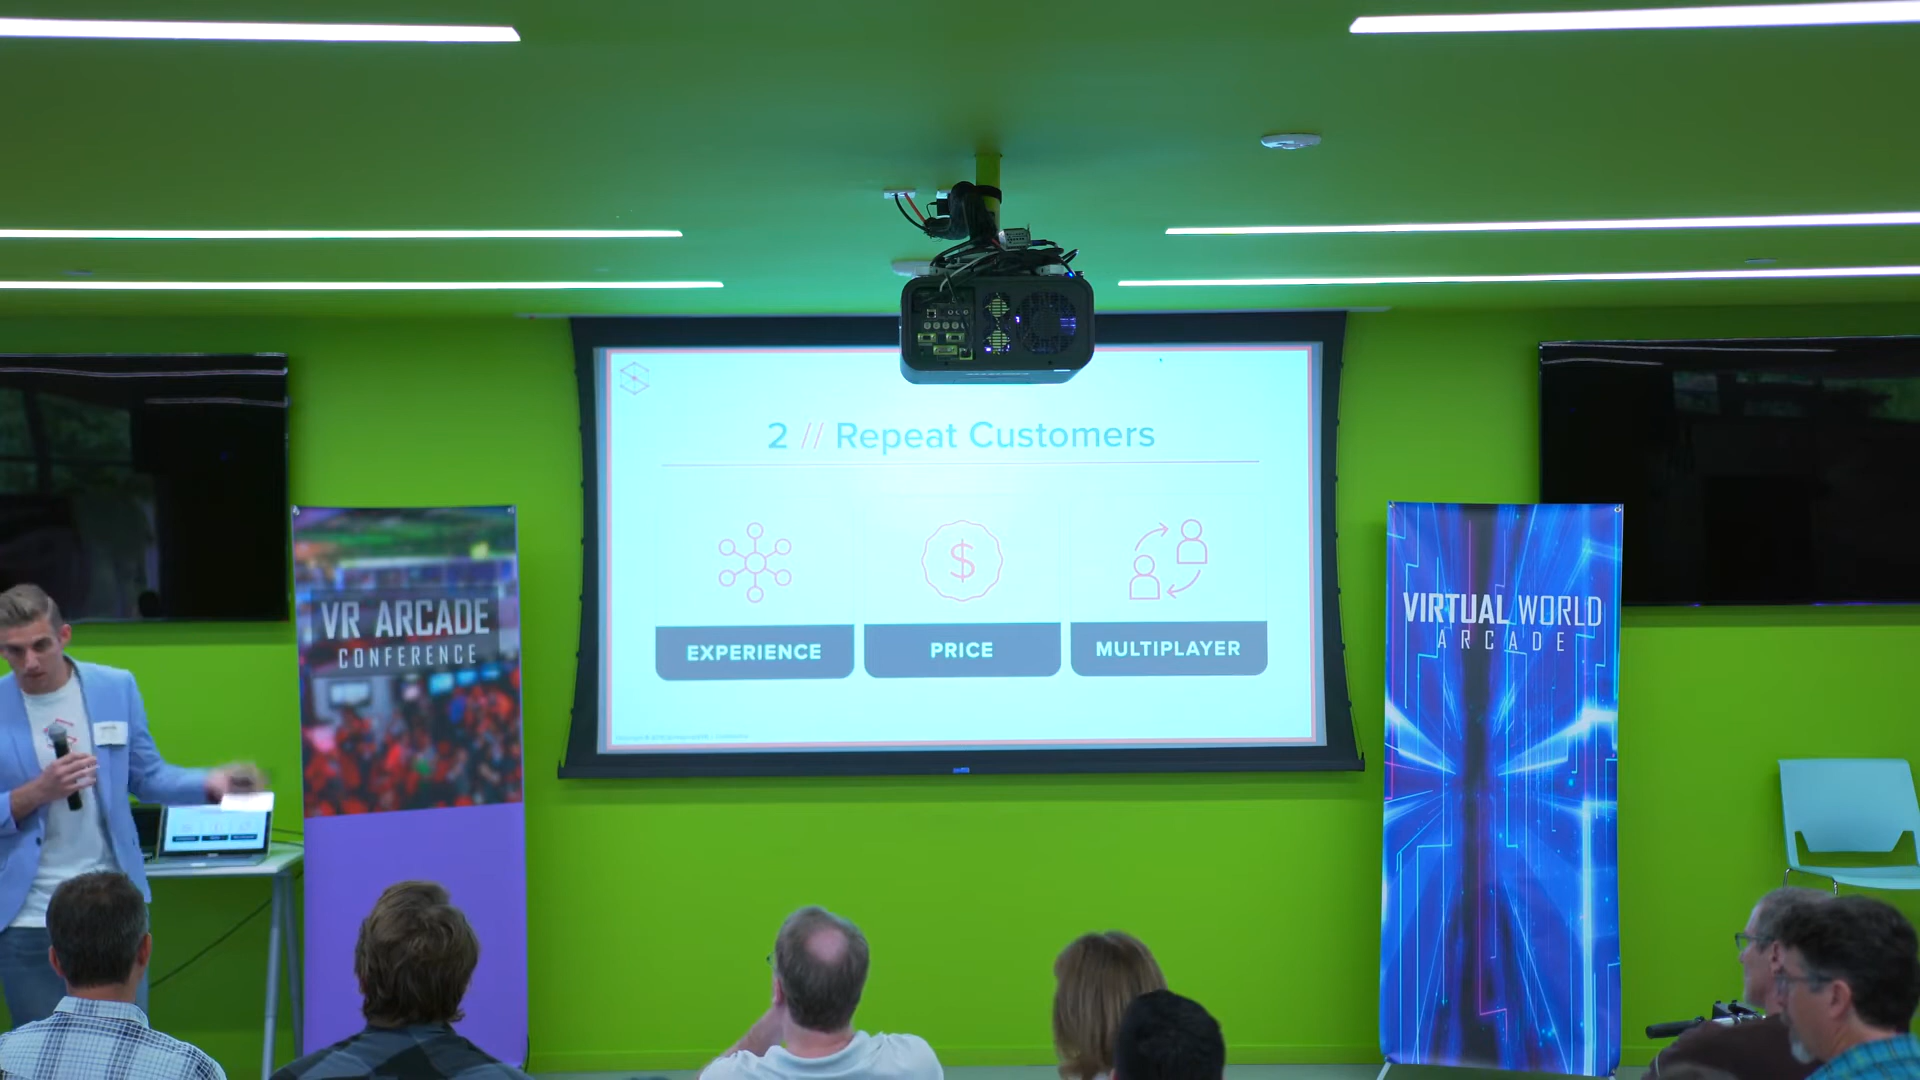 2 // Repeat Customers
$
EXPERIENCE
PRICE
MULTIPLAYER
VR ARCADE
CONFERENCE
VIRTUAL WORLD
ARCADE